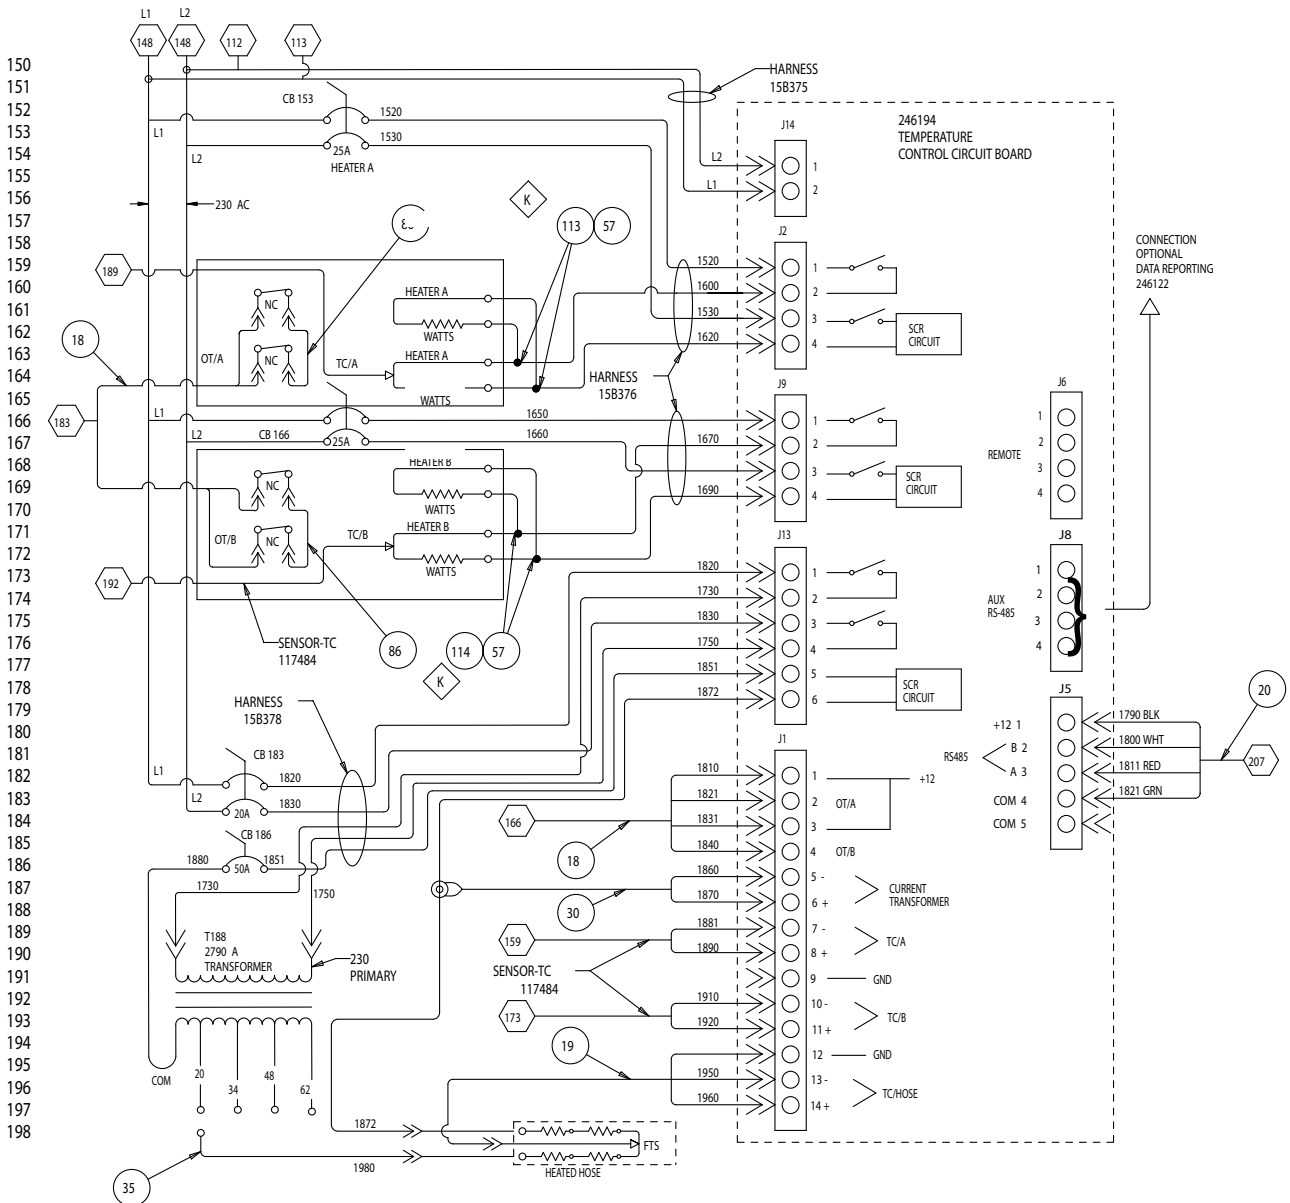 L1
L2
148
148
112
113
150
151
152
153
154
155
156
157
158
159
160
161
162
163
164
165
166
167
168
169
170
171
172
173
174
175
176
177
178
179
180
181
182
183
184
185
186
187
188
189
190
191
192
193
194
195
196
197
198
HARNESS
15B375
CB 153
1520
1530
L1
L2
25A
HEATER A
230 AC
K
113
57
189
NC
NC
OT/A
TC/A
HEATER A
WATTS
HEATER A
WATTS
18
183
HARNESS
15B376
L1
L2
CB 166
25A
1650
1660
NC
NC
OT/B
TC/B
HEATER B
WATTS
HEATER B
WATTS
192
SENSOR-TC
117484
86
114
57
K
HARNESS
15B378
CB 183
L1
L2
20A
1820
1830
CB 186
1880
50A
1851
1730
1750
T188
2790 A
TRANSFORMER
230
PRIMARY
COM
20
34
48
62
35
1872
1980
FTS
HEATED HOSE
246194
TEMPERATURE
CONTROL CIRCUIT BOARD
J14
L2
1
L1
2
J2
1520
1
1600
2
1530
3
1620
4
SCR
CIRCUIT
J9
1
1670
2
3
1690
4
SCR
CIRCUIT
J13
1820
1
1730
2
1830
3
1750
4
1851
5
1872
6
SCR
CIRCUIT
J1
1810
1
+12
1821
2
OT/A
1831
3
1840
4
OT/B
1860
5 -
1870
6 +
CURRENT
TRANSFORMER
1881
7 -
1890
8 +
TC/A
9
GND
1910
10 -
1920
11 +
TC/B
12
GND
1950
13 -
1960
14 +
TC/HOSE
166
18
30
159
SENSOR-TC
117484
173
19
CONNECTION
OPTIONAL
DATA REPORTING
246122
J6
REMOTE
1
2
3
4
J8
AUX
RS-485
1
2
3
4
J5
+12 1
RS485
B 2
A 3
COM 4
COM 5
1790 BLK
1800 WHT
1811 RED
1821 GRN
20
207